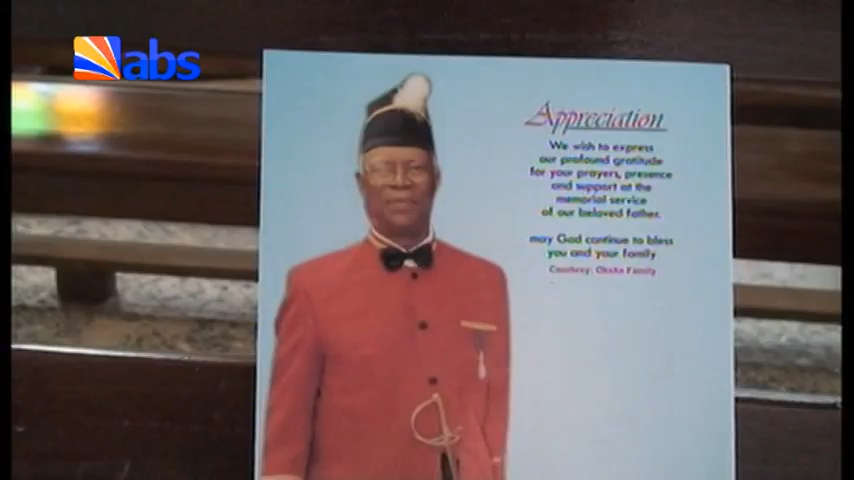 abs
Appreciation
We wish to express
our profound gratitude
for your prayers, presence
and support at the
memorial service
of our beloved father.
may God continue to bless
you and your family
Courtesy: Family